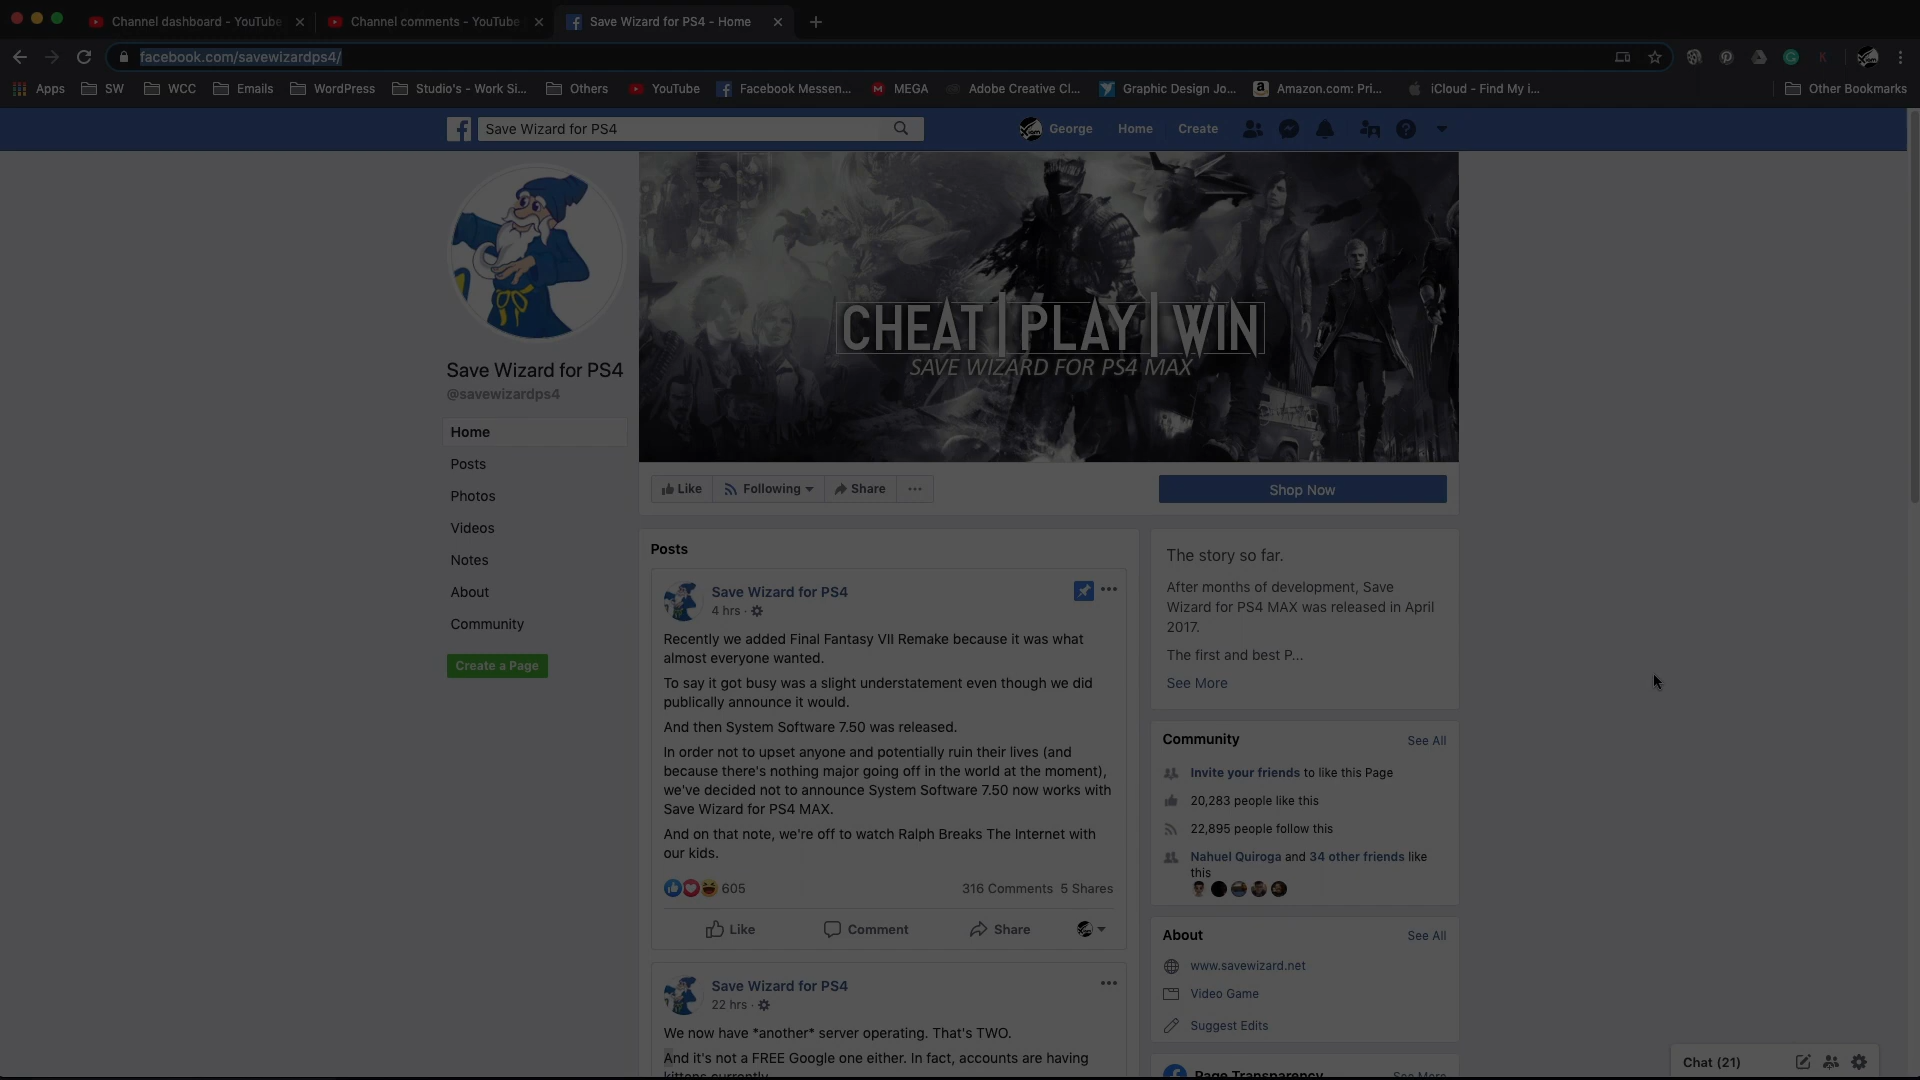 Channel dashboard - YouTube
Channel comments - YouTube
Save Wizard for PS4 - Home
facebook.com/savewizardps4/
Apps
SW
WCC
Emails
WordPress
Studio's - Work Si...
Others
YouTube
Facebook Messen...
MEGA
Adobe Creative Cl...
Graphic Design Jo...
Amazon.com: Pri...
iCloud - Find My i...
Other Bookmarks
Save Wizard for PS4
George
Home
Create
CHEAT|PLAY|WIN
SAVE WIZARD FOR PS4 MAX
Save Wizard for PS4
@savewizardps4
Home
Posts
Photos
Videos
Notes
About
Community
Create a Page
Like
Following
Share
Shop Now
Posts
Save Wizard for PS4
4 hrs ·
Recently we added Final Fantasy VII Remake because it was what
almost everyone wanted.
To say it got busy was a slight understatement even though we did
publically announce it would.
And then System Software 7.50 was released.
In order not to upset anyone and potentially ruin their lives (and
because there's nothing major going off in the world at the moment),
we've decided not to announce System Software 7.50 now works with
Save Wizard for PS4 MAX.
And on that note, we're off to watch Ralph Breaks The Internet with
our kids.
605
316 Comments 5 Shares
Like
Comment
Share
Save Wizard for PS4
22 hrs ·
We now have *another* server operating. That's TWO.
And it's not a FREE Google one either. In fact, accounts are having
kittens currently.
The story so far.
After months of development, Save
Wizard for PS4 MAX was released in April
2017.
The first and best P...
See More
Community
See All
Invite your friends to like this Page
20,283 people like this
22,895 people follow this
Nahuel Quiroga and 34 other friends like
this
About
See All
www.savewizard.net
Video Game
Suggest Edits
Page Transparency
See More
Chat (21)